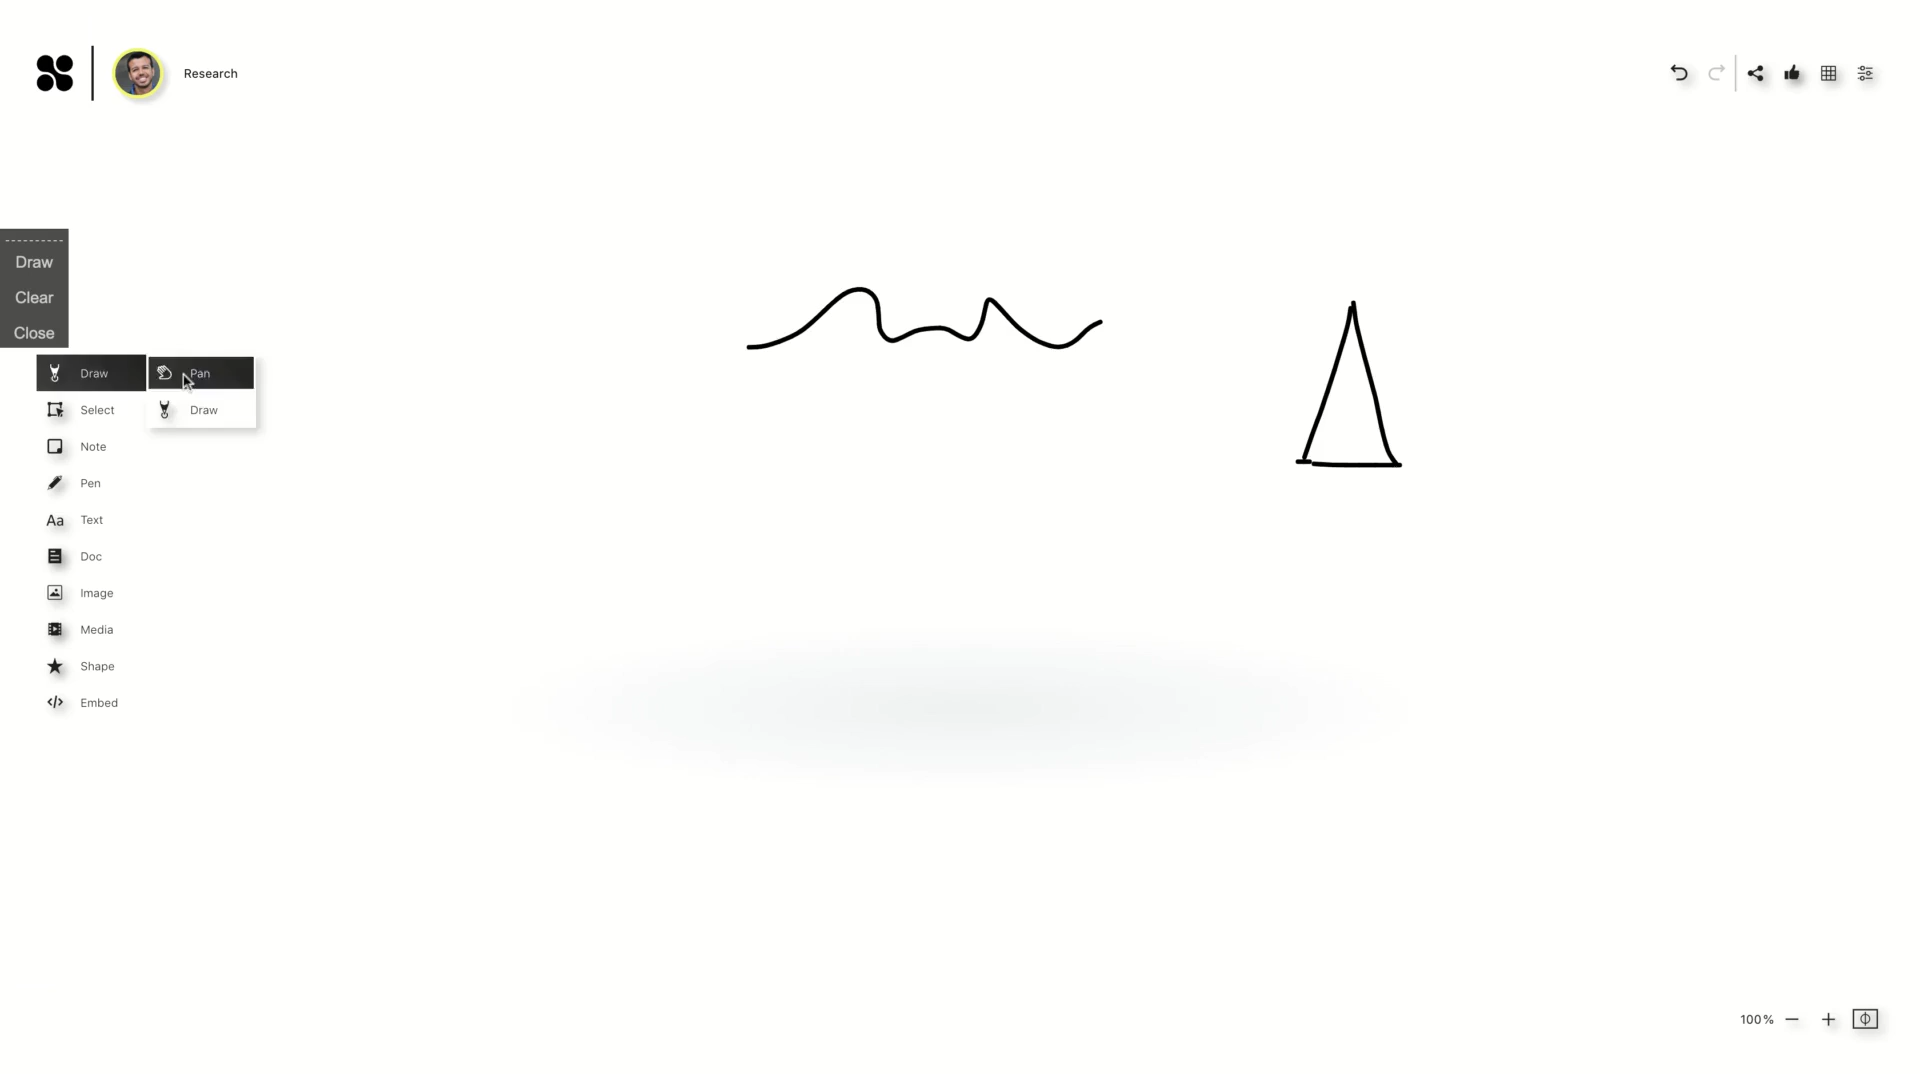 Research
Draw
Clear
Close
Draw
Pan
Select
Draw
Note
Pen
Aa Text
Doc
Image
Media
Shape
</> Embed
100%